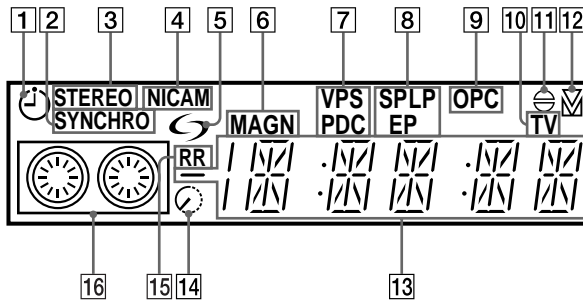 1 2 3 4 5 6 7 8 9 10 11 12
STEREO NICAM VPS SPLP OPC
SYNCHRO MAGN PDC EP TV
RR
16 15 14 13